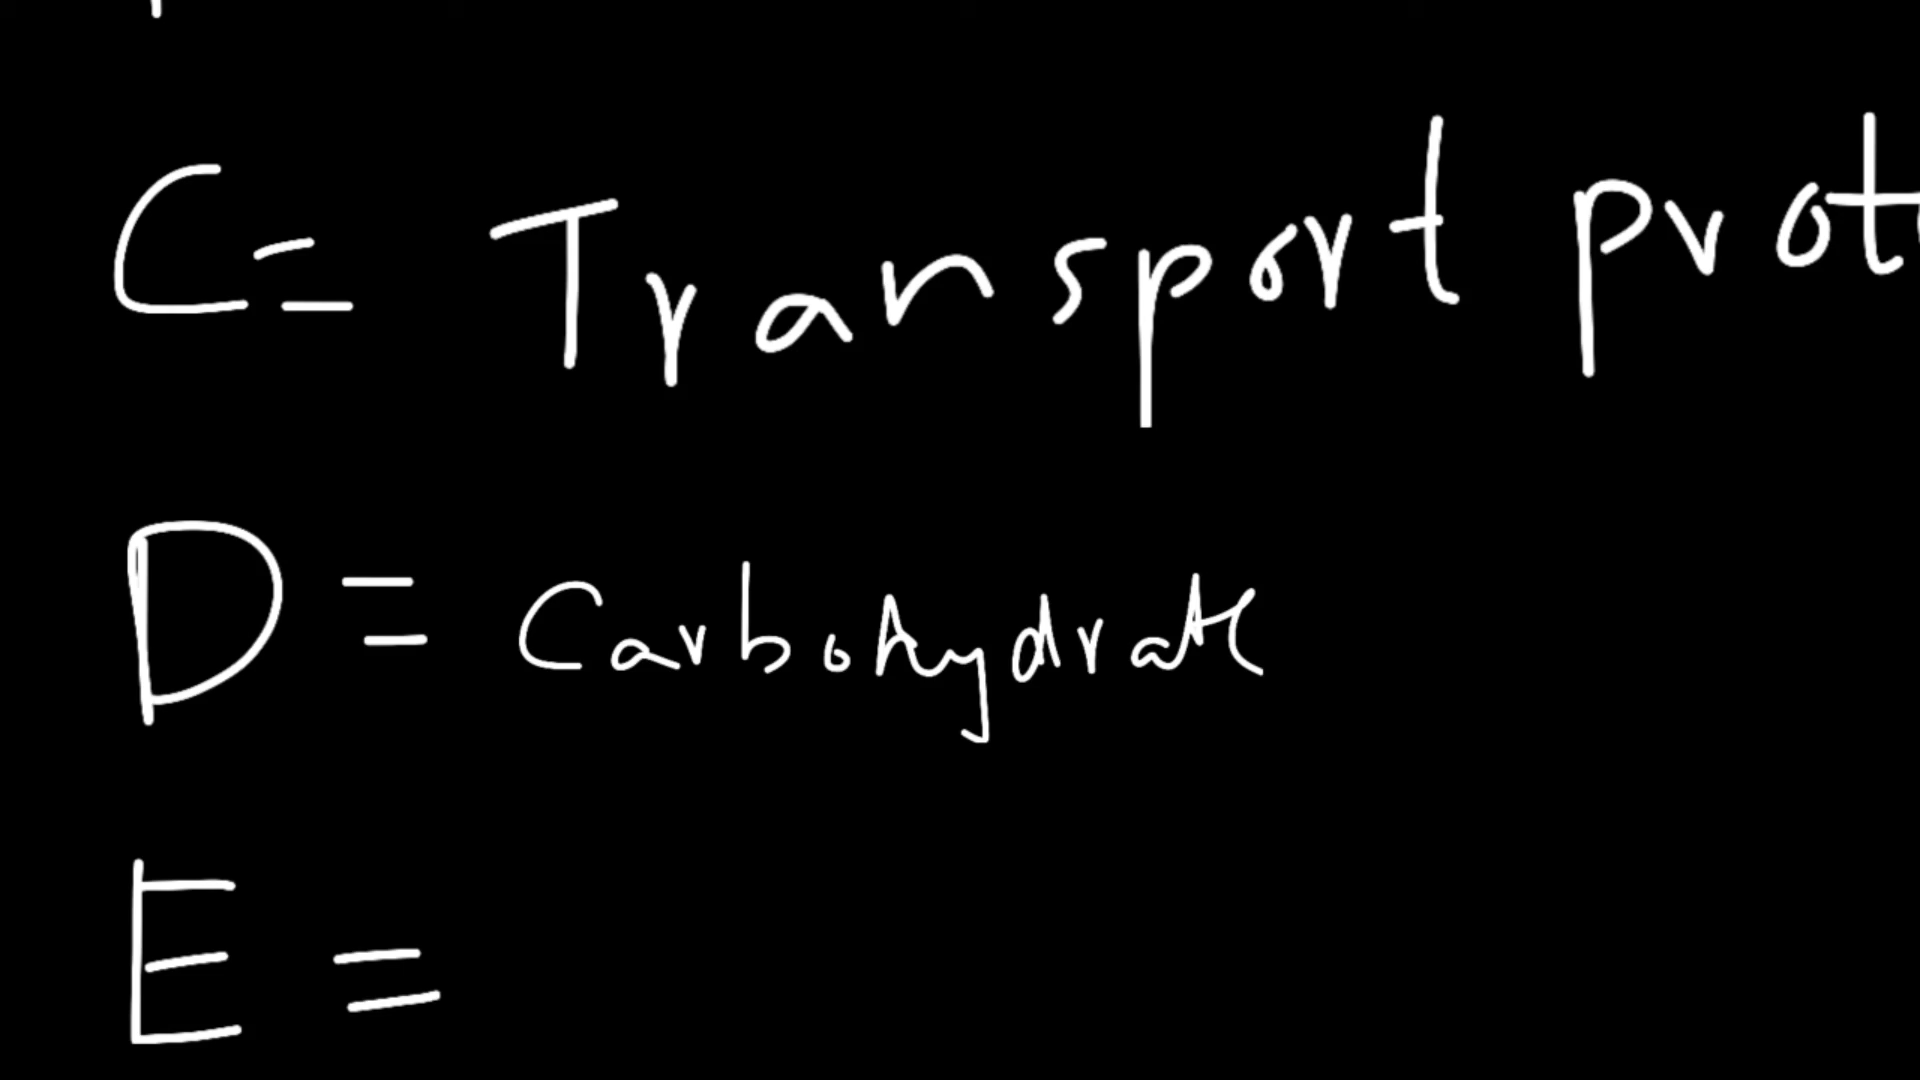 C= Transport prot
D = Carbohydrate
E =